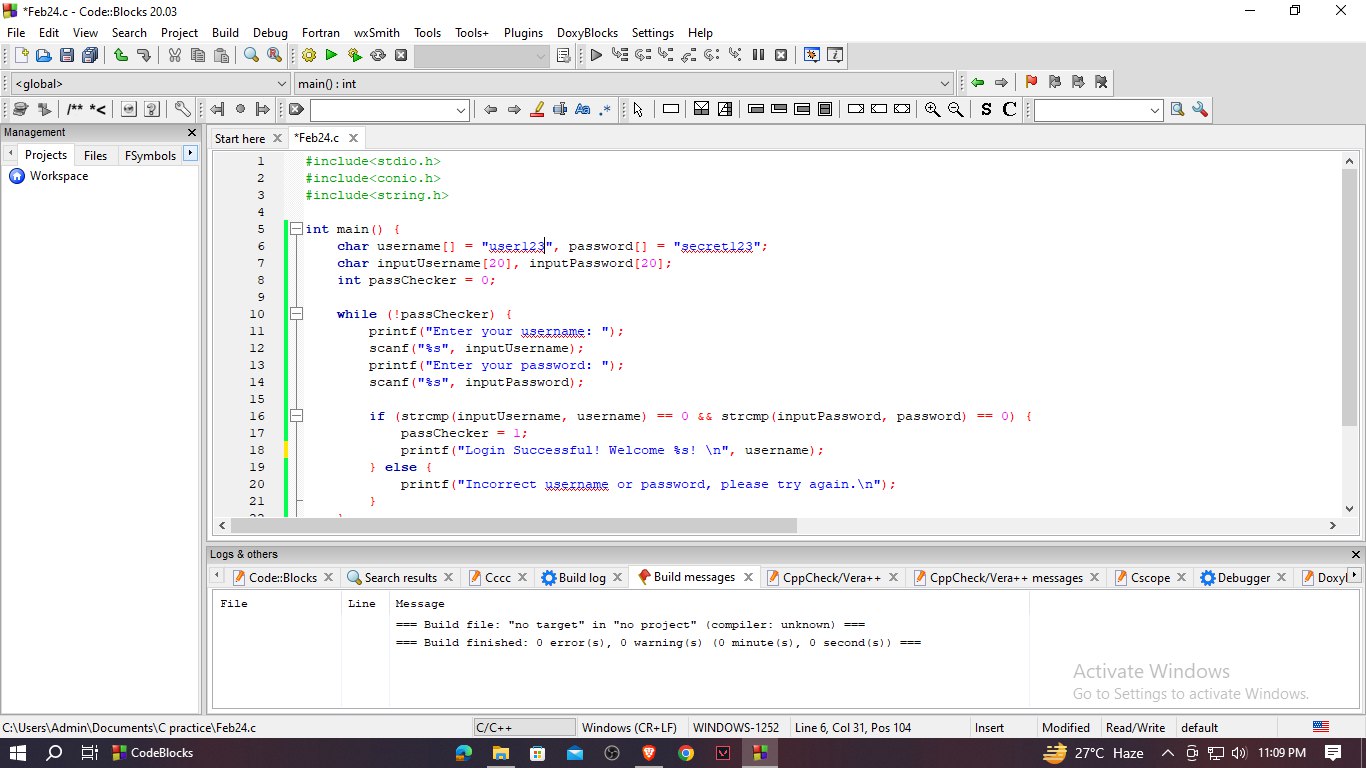 *Feb24.c - Code::Blocks 20.03
File Edit View Search Project Build Debug Fortran wxSmith Tools Tools+ Plugins DoxyBlocks Settings Help
<global> main() : int
/** *< Aa .* S C
Management
Projects Files FSymbols
Workspace
Start here *Feb24.c
1 #include<stdio.h>
2 #include<conio.h>
3 #include<string.h>
4
5 int main() {
6 char username[] = "user123", password[] = "secret123";
7 char inputUsername[20], inputPassword[20];
8 int passChecker = 0;
9
10 while (!passChecker) {
11 printf("Enter your username: ");
12 scanf("%s", inputUsername);
13 printf("Enter your password: ");
14 scanf("%s", inputPassword);
15
16 if (strcmp(inputUsername, username) == 0 && strcmp(inputPassword, password) == 0) {
17 passChecker = 1;
18 printf("Login Successful! Welcome %s! \n", username);
19 } else {
20 printf("Incorrect username or password, please try again.\n");
21 }
Logs & others
Code::Blocks Search results Cccc Build log Build messages CppCheck/Vera++ CppCheck/Vera++ messages Cscope Debugger Doxyl
File Line Message
=== Build file: "no target" in "no project" (compiler: unknown) ===
=== Build finished: 0 error(s), 0 warning(s) (0 minute(s), 0 second(s)) ===
Activate Windows
Go to Settings to activate Windows.
C:\Users\Admin\Documents\C practice\Feb24.c C/C++ Windows (CR+LF) WINDOWS-1252 Line 6, Col 31, Pos 104 Insert Modified Read/Write default
CodeBlocks 27°C Haze 11:09 PM